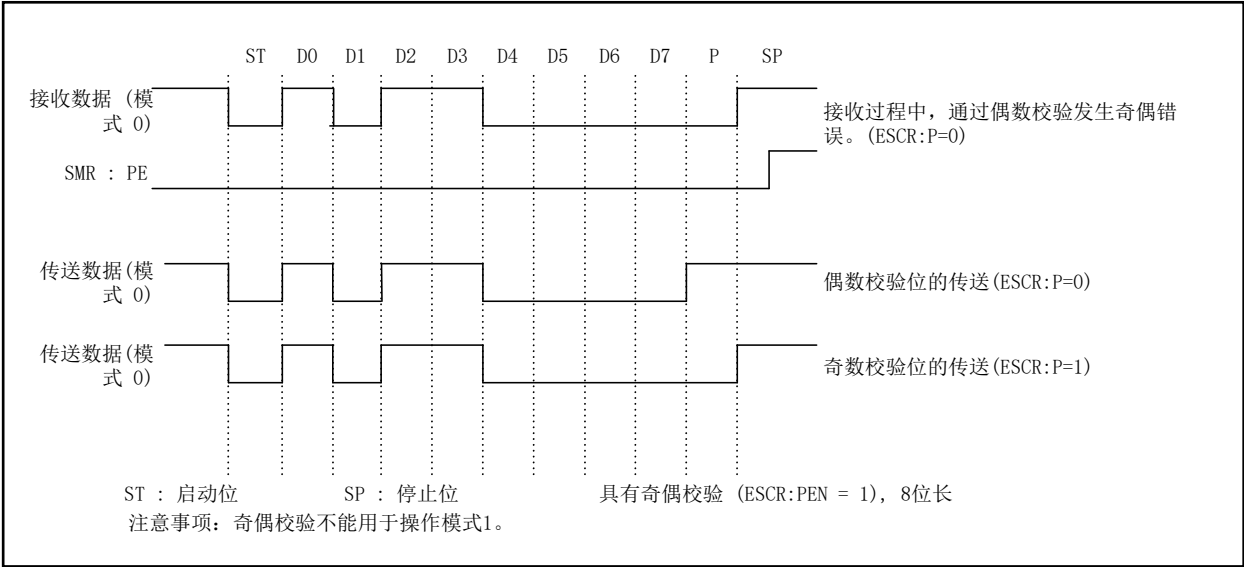 ST D0 D1 D2 D3 D4 D5 D6 D7 P SP
接收数据 (模
式 0)
接收过程中，通过偶数校验发生奇偶错
误。(ESCR:P=0)
SMR : PE
传送数据(模
式 0)
偶数校验位的传送(ESCR:P=0)
传送数据(模
式 0)
奇数校验位的传送(ESCR:P=1)
ST : 启动位 SP : 停止位 具有奇偶校验 (ESCR:PEN = 1), 8位长
注意事项：奇偶校验不能用于操作模式1。